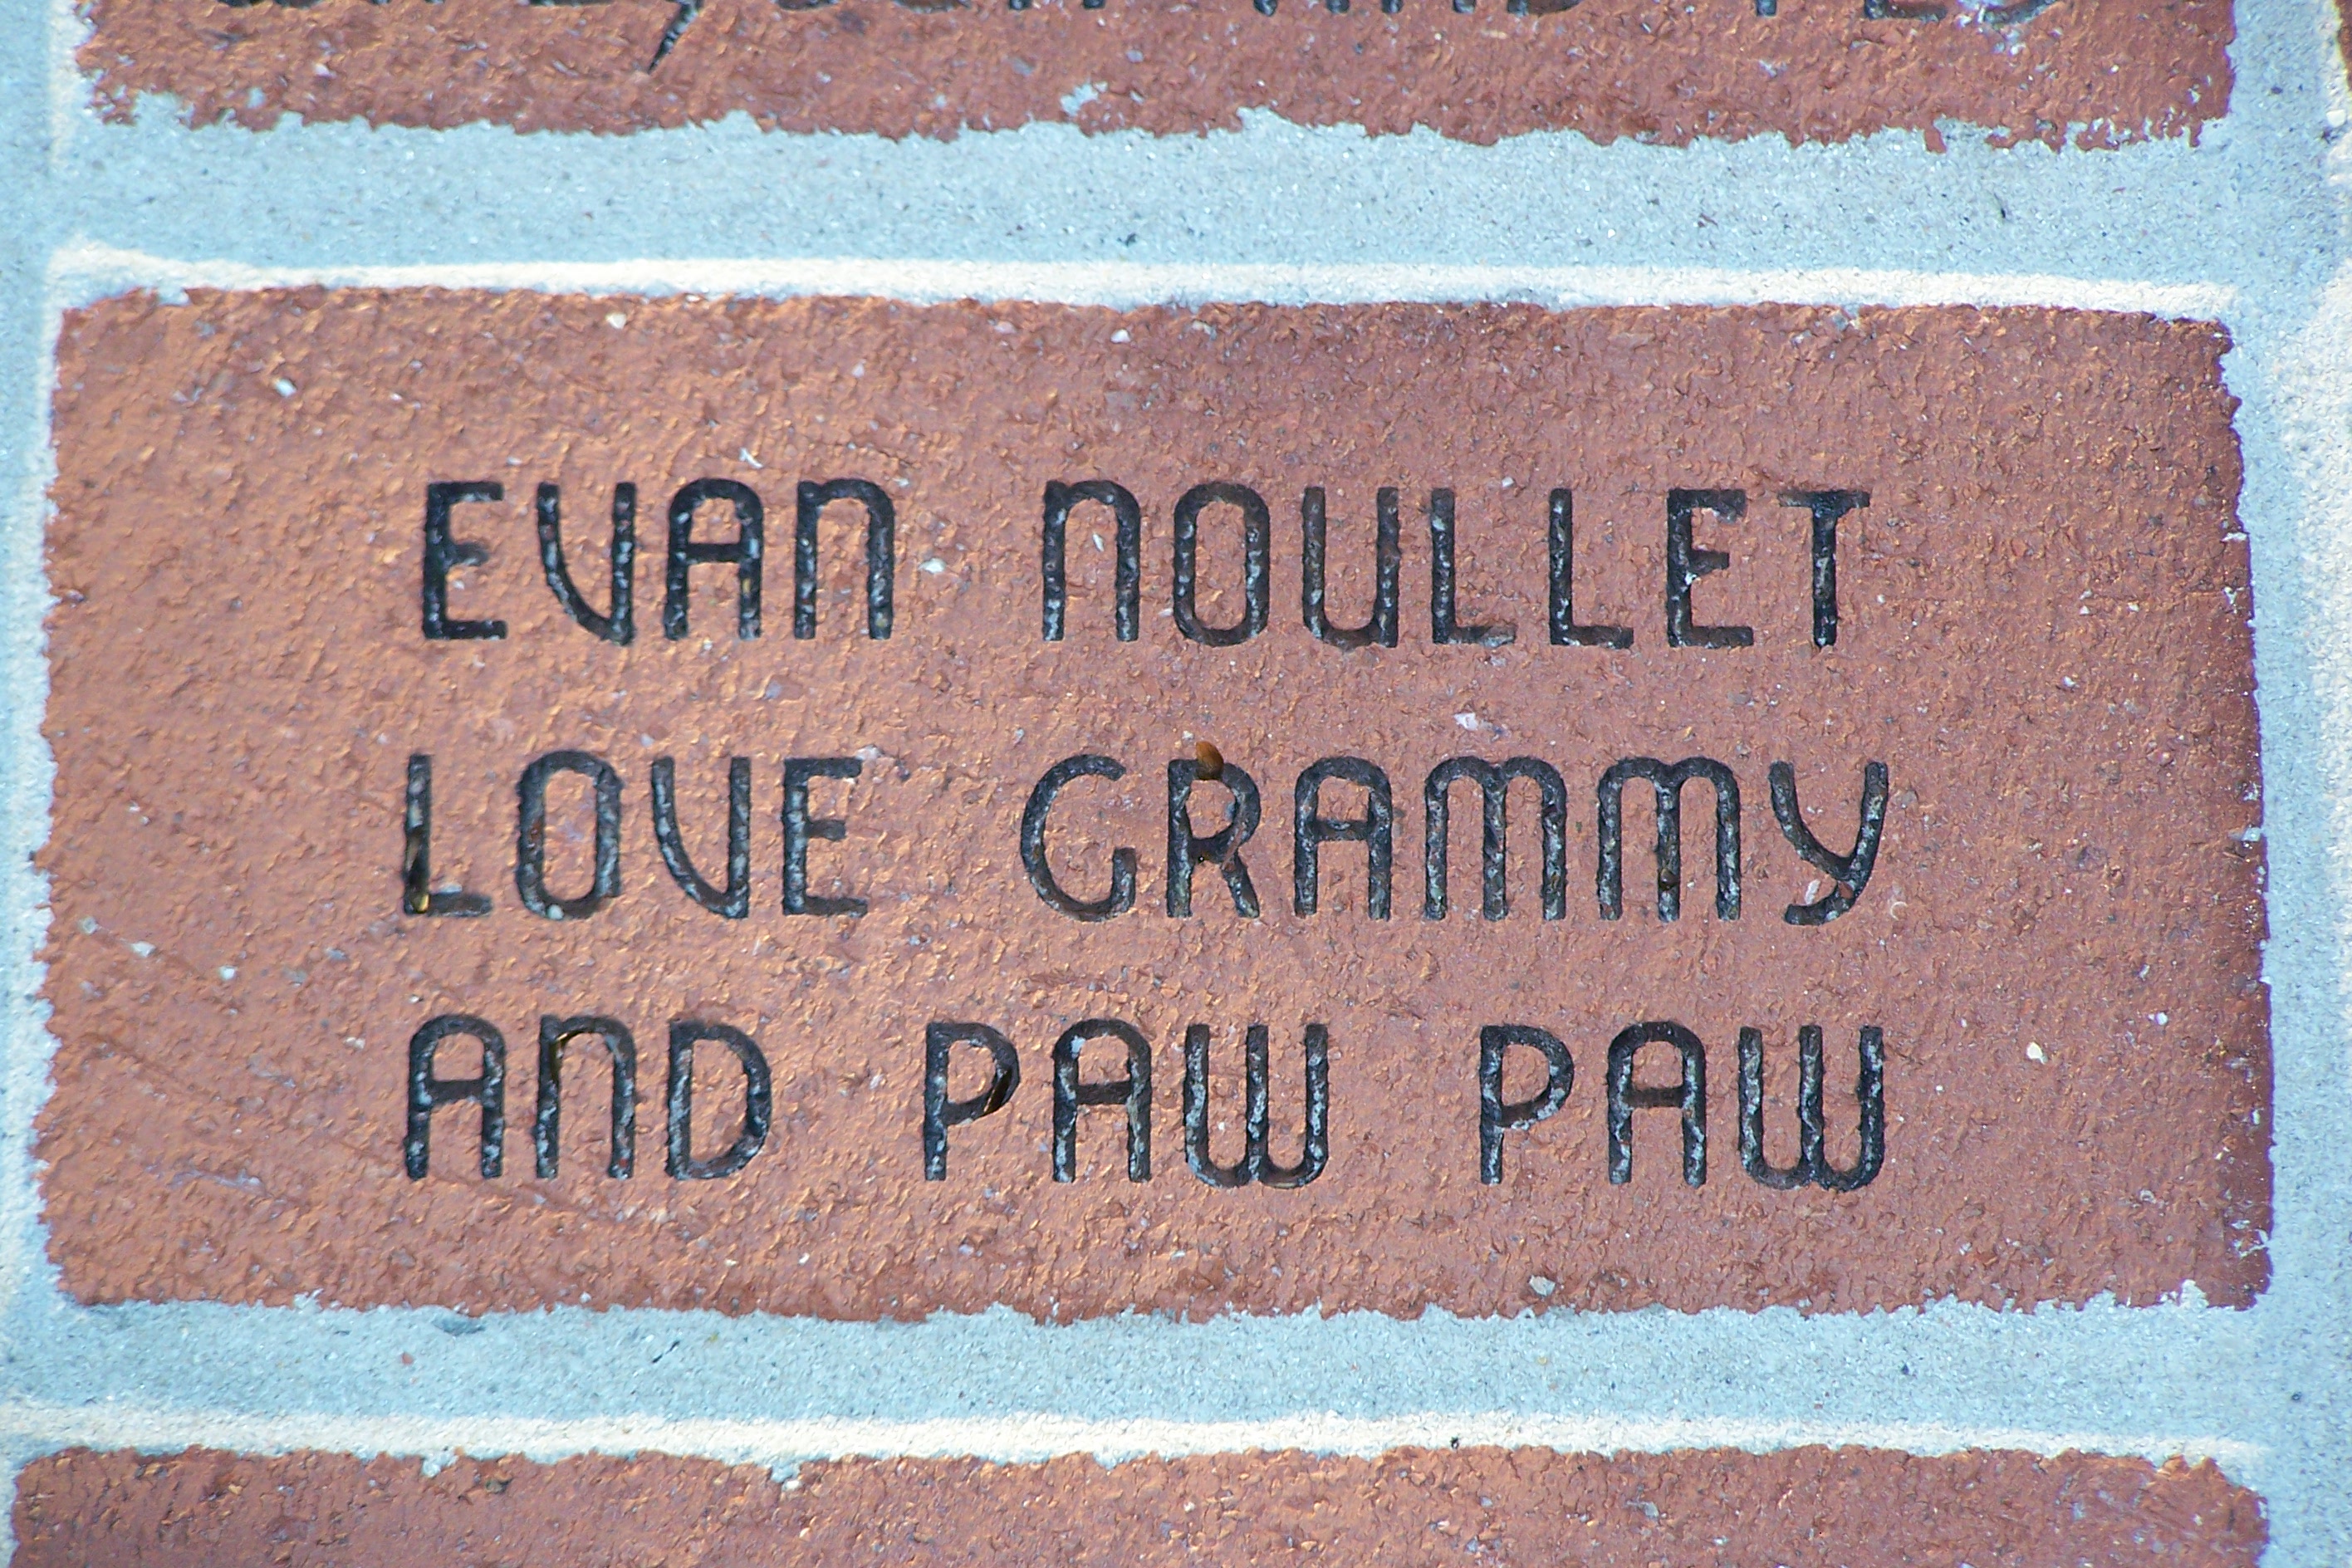 EVAN NOULLET
LOVE GRAMMY
AND PAW PAW